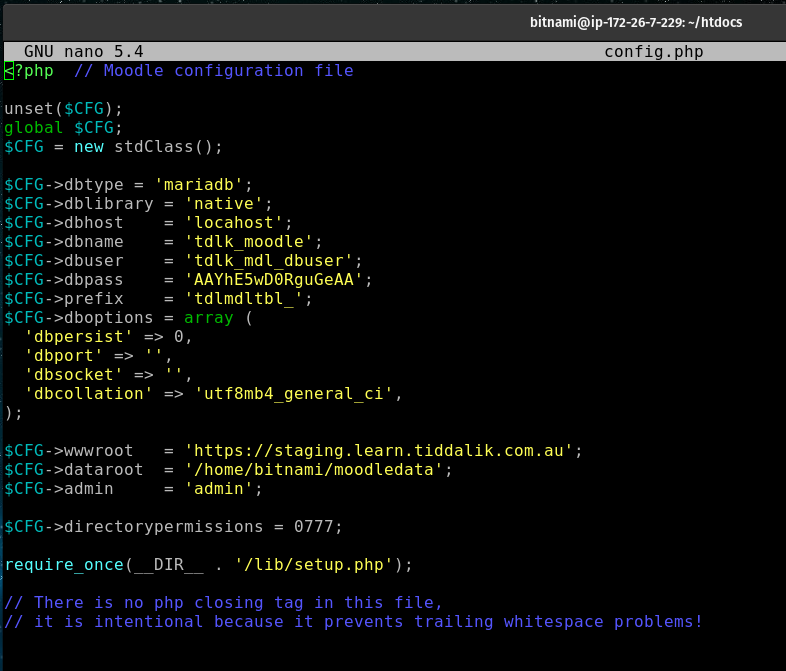 bitnami@ip-172-26-7-229: ~/htdocs
GNU nano 5.4 config.php
<?php // Moodle configuration file
unset($CFG);
global $CFG;
$CFG = new stdClass();
$CFG->dbtype = 'mariadb';
$CFG->dblibrary = 'native';
$CFG->dbhost    = 'locahost';
$CFG->dbname    = 'tdlk_moodle';
$CFG->dbuser    = 'tdlk_mdl_dbuser';
$CFG->dbpass    = 'AAYhE5wD0RguGeAA';
$CFG->prefix    = 'tdlmdltbl_';
$CFG->dboptions = array (
  'dbpersist' => 0,
  'dbport' => '',
  'dbsocket' => '',
  'dbcollation' => 'utf8mb4_general_ci',
);
$CFG->wwwroot   = 'https://staging.learn.tiddalik.com.au';
$CFG->dataroot  = '/home/bitnami/moodledata';
$CFG->admin     = 'admin';
$CFG->directorypermissions = 0777;
require_once(__DIR__ . '/lib/setup.php');
// There is no php closing tag in this file,
// it is intentional because it prevents trailing whitespace problems!